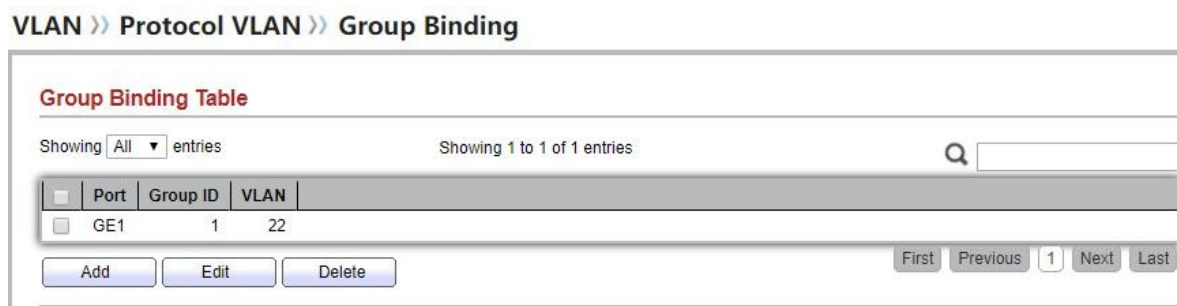 VLAN » Protocol VLAN » Group Binding
Group Binding Table
Showing All ▼ entries Showing 1 to 1 of 1 entries
Port Group ID VLAN
GE1 1 22
Add Edit Delete First Previous 1 Next Last